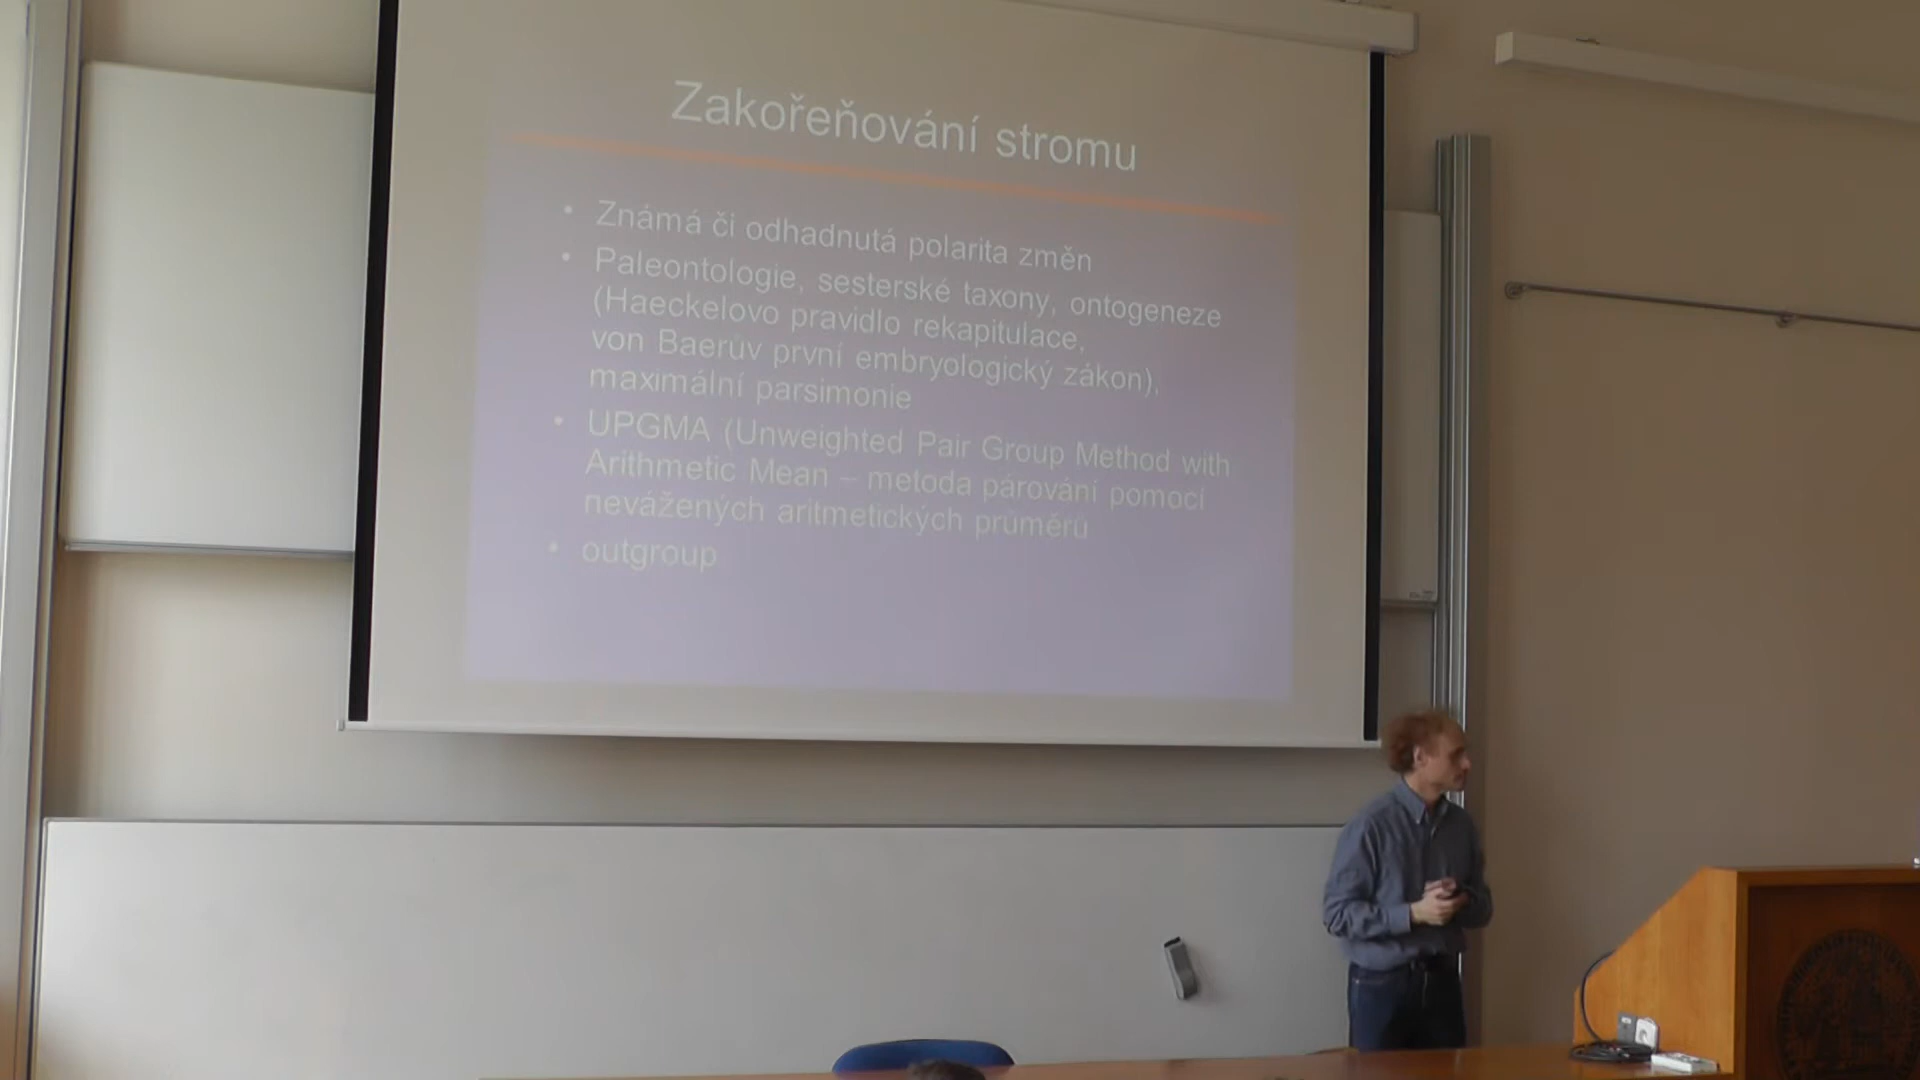 Zakořeňování stromu
• Známá či odhadnutá polarita změn
• Paleontologie, sesterské taxony, ontogeneze
(Haeckelovo pravidlo rekapitulace,
von Baerův první embryologický zákon),
maximální parsimonie
• UPGMA (Unweighted Pair Group Method with
Arithmetic Mean – metoda párování pomocí
nevážených aritmetických průměrů
• outgroup